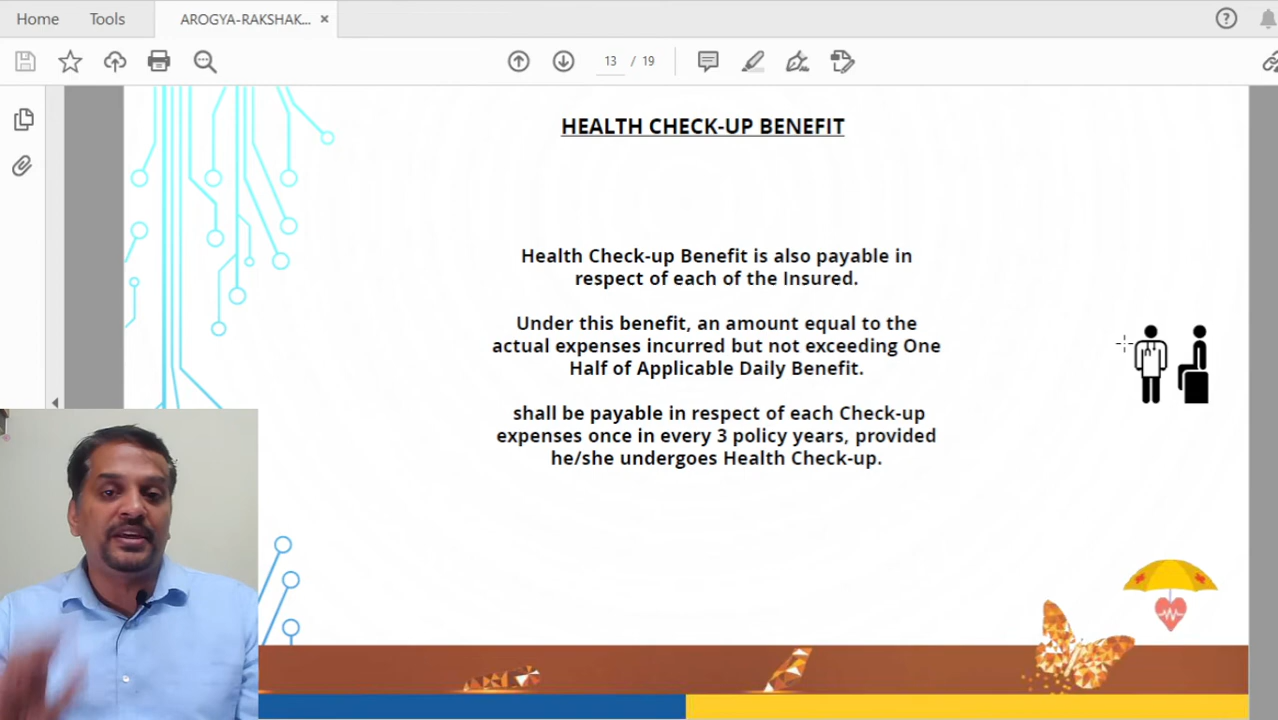 Home
Tools
AROGYA-RAKSHAK...
13 / 19
HEALTH CHECK-UP BENEFIT
Health Check-up Benefit is also payable in
respect of each of the Insured.
Under this benefit, an amount equal to the
actual expenses incurred but not exceeding One
Half of Applicable Daily Benefit.
shall be payable in respect of each Check-up
expenses once in every 3 policy years, provided
he/she undergoes Health Check-up.